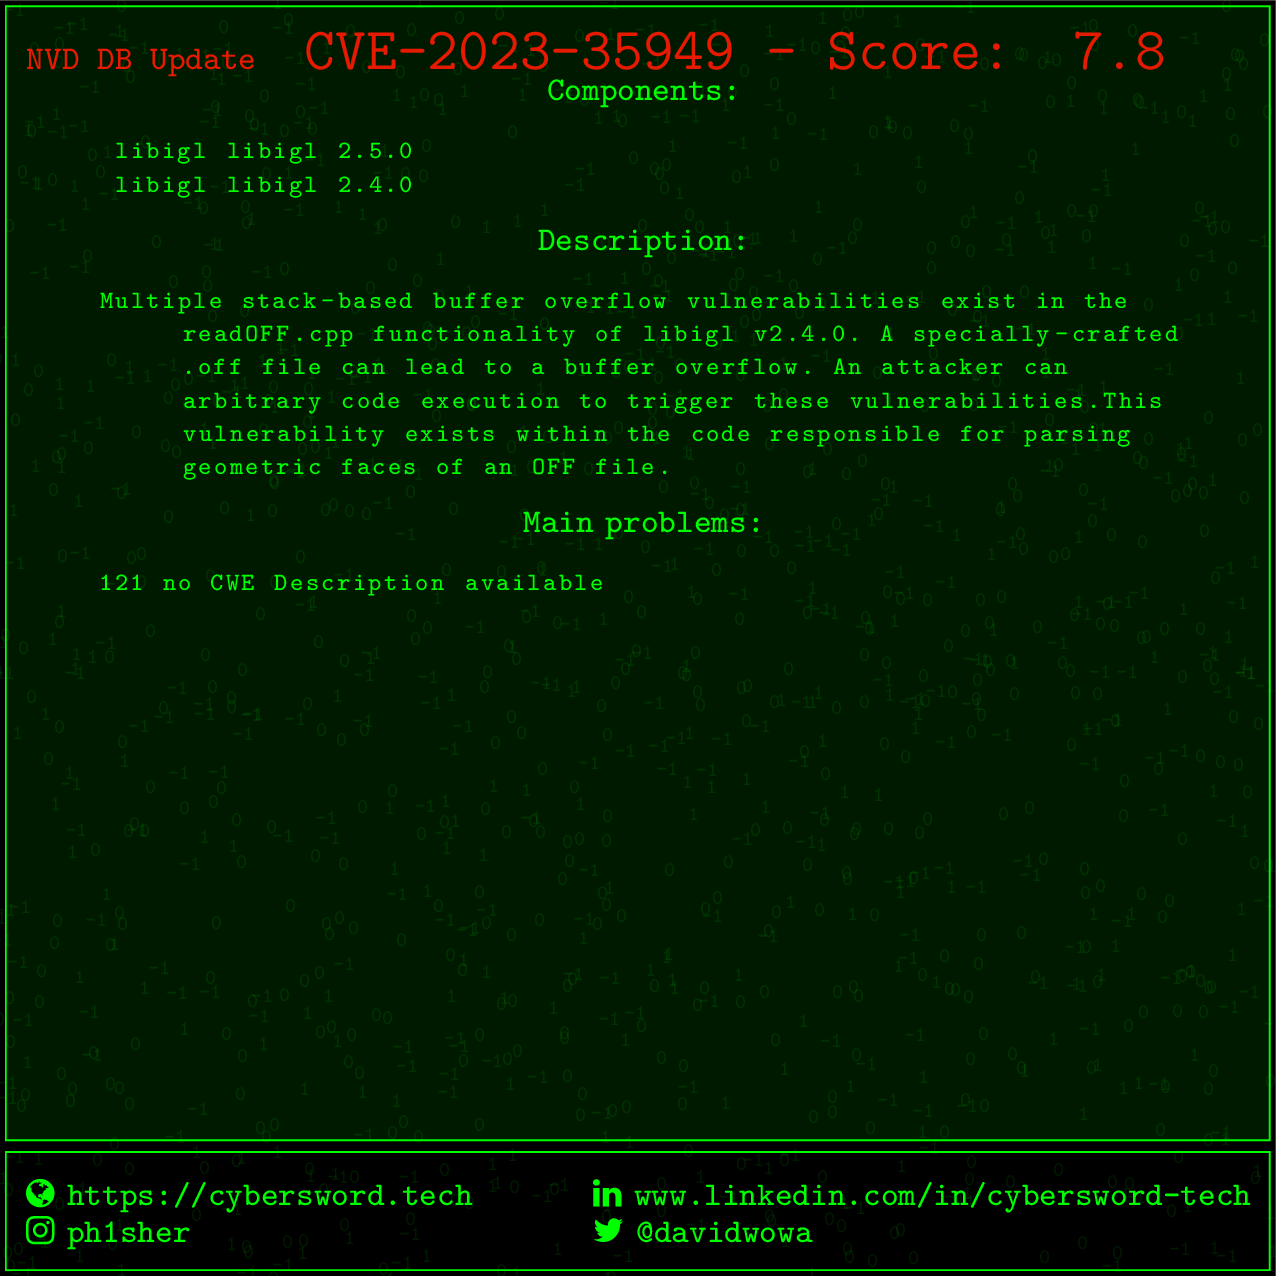 NVD DB Update CVE-2023-35949 - Score: 7.8
Components:
libigl libigl 2.5.0
libigl libigl 2.4.0
Description:
Multiple stack-based buffer overflow vulnerabilities exist in the
readOFF.cpp functionality of libigl v2.4.0. A specially-crafted
.off file can lead to a buffer overflow. An attacker can
arbitrary code execution to trigger these vulnerabilities.This
vulnerability exists within the code responsible for parsing
geometric faces of an OFF file.
Main problems:
121 no CWE Description available
https://cybersword.tech
www.linkedin.com/in/cybersword-tech
ph1sher
@davidwowa